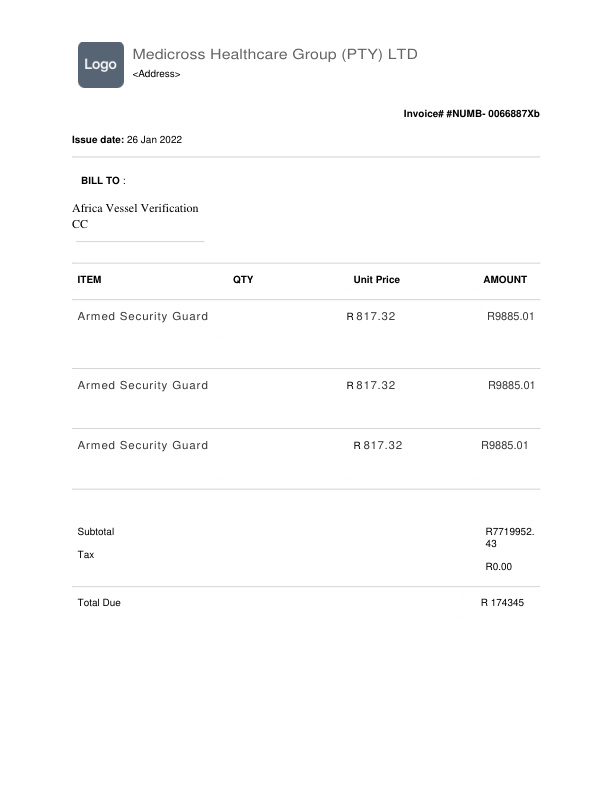 Logo
Medicross Healthcare Group (PTY) LTD
<Address>
Invoice# #NUMB- 0066887Xb
Issue date: 26 Jan 2022
BILL TO :
Africa Vessel Verification
CC
ITEM QTY Unit Price AMOUNT
Armed Security Guard R 817.32 R9885.01
Armed Security Guard R 817.32 R9885.01
Armed Security Guard R 817.32 R9885.01
Subtotal R7719952.
43
Tax
R0.00
Total Due R 174345